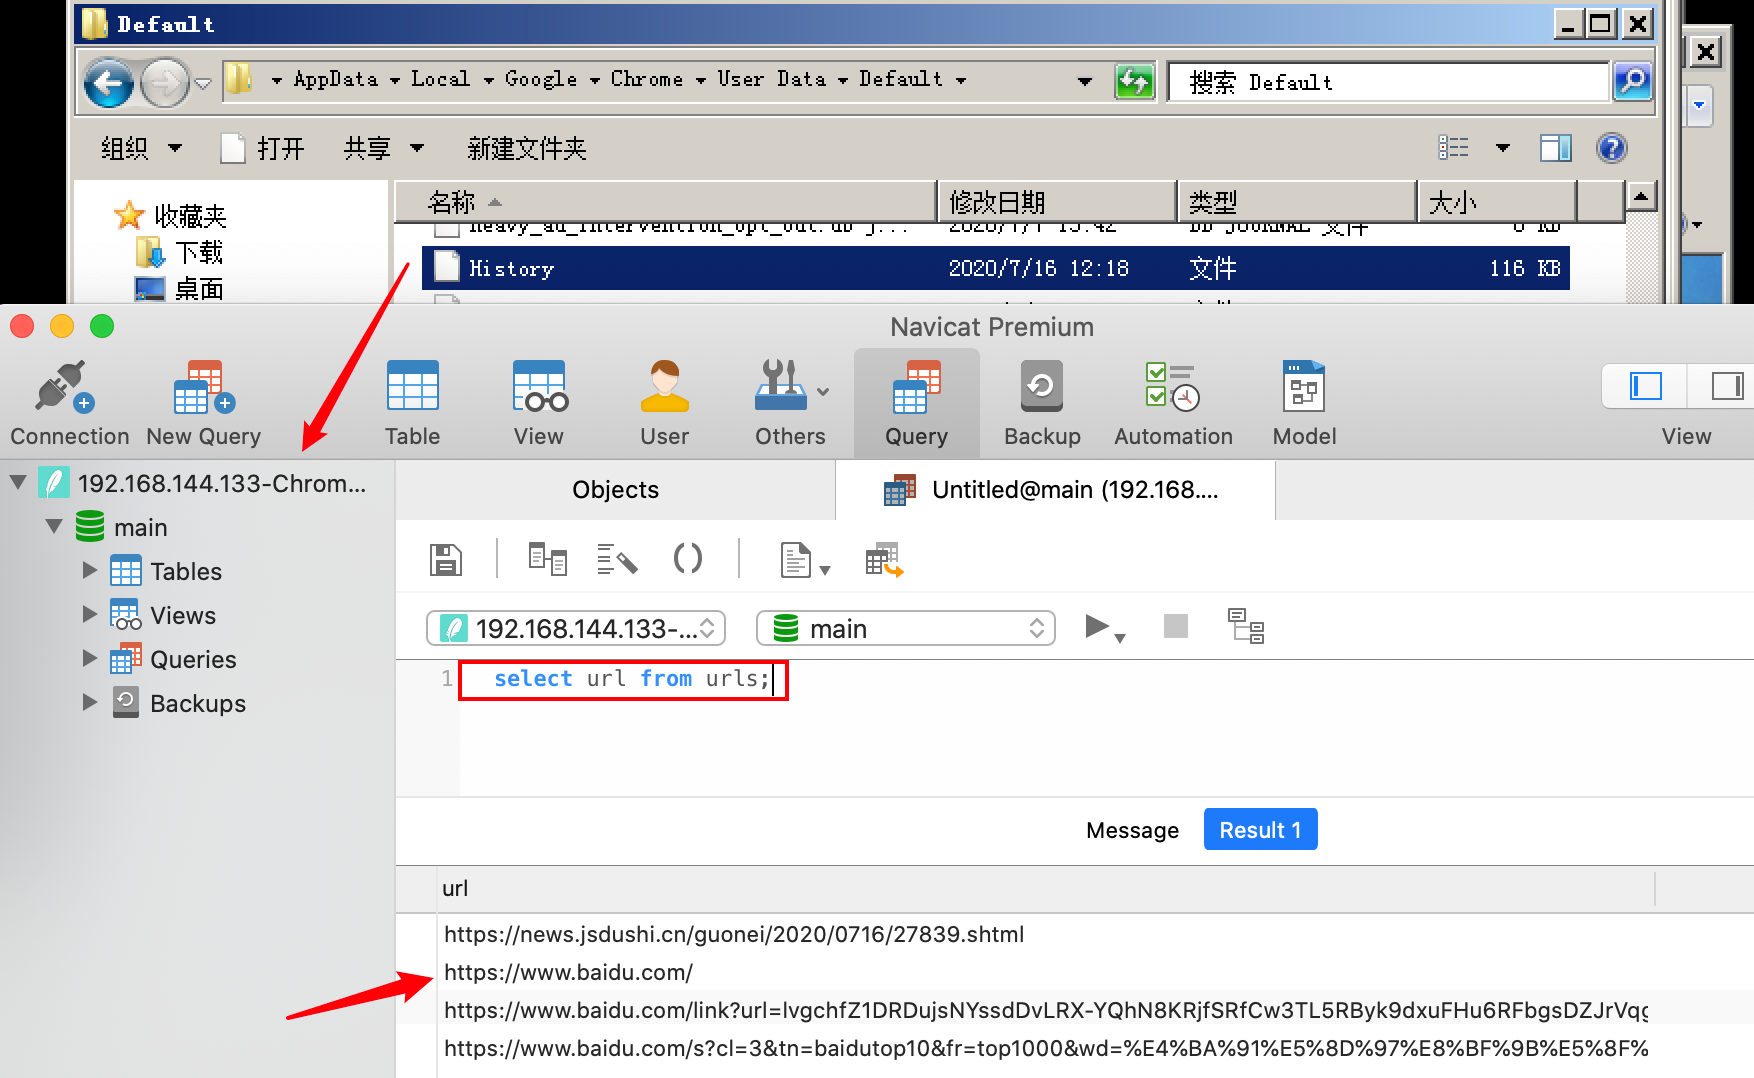 Default
AppData Local Google Chrome User Data Default
搜索 Default
组织 打开 共享 新建文件夹
名称 修改日期 类型 大小
收藏夹
下载
桌面
heavy_ad_intervention_opt_out.db-j... 2020/7/7 15:42 DB-JOURNAL 文件 0 KB
History 2020/7/16 12:18 文件 116 KB
Navicat Premium
Connection New Query Table View User Others Query Backup Automation Model View
192.168.144.133-Chrom...
main
Tables
Views
Queries
Backups
Objects Untitled@main (192.168....
192.168.144.133-... main
1 select url from urls;
Message Result 1
url
https://news.jsdushi.cn/guonei/2020/0716/27839.shtml
https://www.baidu.com/
https://www.baidu.com/link?url=lvgchfZ1DRDujsNYssdDvLRX-YQhN8KRjfSRfCw3TL5RByk9dxuFHu6RFbgsDZJrVqg
https://www.baidu.com/s?cl=3&tn=baidutop10&fr=top1000&wd=%E4%BA%91%E5%8D%97%E8%BF%9B%E5%8F%